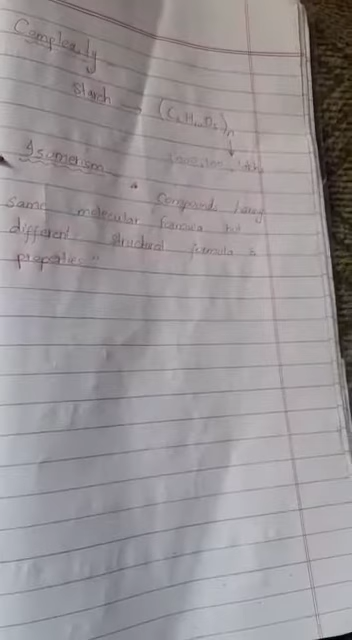 Complexity
Starch → (C₆H₁₀O₅)n
↓
Isomerism
" Compounds having
same molecular formula but
different structural formula &
properties"